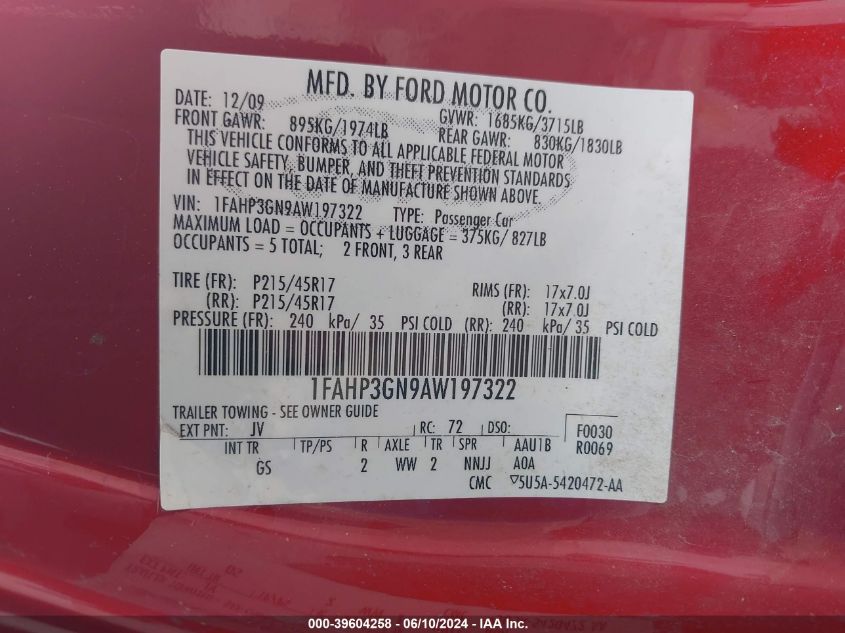 MFD. BY FORD MOTOR CO.
DATE: 12/09 GVWR: 1685KG/3715LB
FRONT GAWR: 895KG/1974LB REAR GAWR: 830KG/1830LB
THIS VEHICLE CONFORMS TO ALL APPLICABLE FEDERAL MOTOR
VEHICLE SAFETY, BUMPER, AND THEFT PREVENTION STANDARDS
IN EFFECT ON THE DATE OF MANUFACTURE SHOWN ABOVE.
VIN: 1FAHP3GN9AW197322 TYPE: Passenger Car
MAXIMUM LOAD = OCCUPANTS + LUGGAGE = 375KG/ 827LB
OCCUPANTS = 5 TOTAL; 2 FRONT, 3 REAR
TIRE (FR): P215/45R17 RIMS (FR): 17x7.0J
(RR): P215/45R17 (RR): 17x7.0J
PRESSURE (FR): 240 kPa/ 35 PSI COLD (RR): 240 kPa/ 35 PSI COLD
1FAHP3GN9AW197322
TRAILER TOWING - SEE OWNER GUIDE
EXT PNT: JV RC: 72 DSO: F0030
INT TR TP/PS R AXLE TR SPR AAU1B R0069
GS 2 WW 2 NNJJ A0A
CMC ▽5U5A-5420472-AA
000-39604258 - 06/10/2024 - IAA Inc.